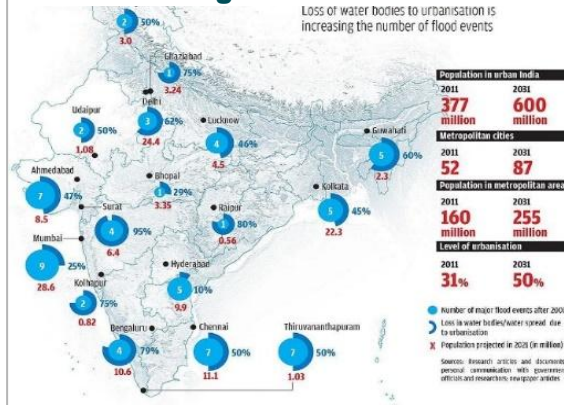 Loss of water bodies to urbanisation is
increasing the number of flood events
2
50%
3.0
Ghaziabad
1
75%
3.24
Delhi
3
62%
24.4
Udaipur
2
50%
1.08
Lucknow
4
46%
4.5
Guwahati
5
60%
2.3
Ahmedabad
7
47%
8.5
Bhopal
1
29%
3.35
Kolkata
5
45%
22.3
Surat
4
95%
6.4
Raipur
1
80%
0.56
Mumbai
9
25%
28.6
Hyderabad
5
10%
9.9
Kolhapur
2
75%
0.82
Bengaluru
4
79%
10.6
Chennai
7
50%
11.1
Thiruvananthapuram
7
50%
1.03
Population in urban India
2011 2031
377 600
million million
Metropolitan cities
2011 2031
52 87
Population in metropolitan area
2011 2031
160 255
million million
Level of urbanisation
2011 2031
31% 50%
Number of major flood events after
Loss in water bodies/water spread due
to urbanisation
X Population projected in 2021 (in million)
Sources: Research articles and documents,
personal communication with government
officials and researchers; newspaper articles